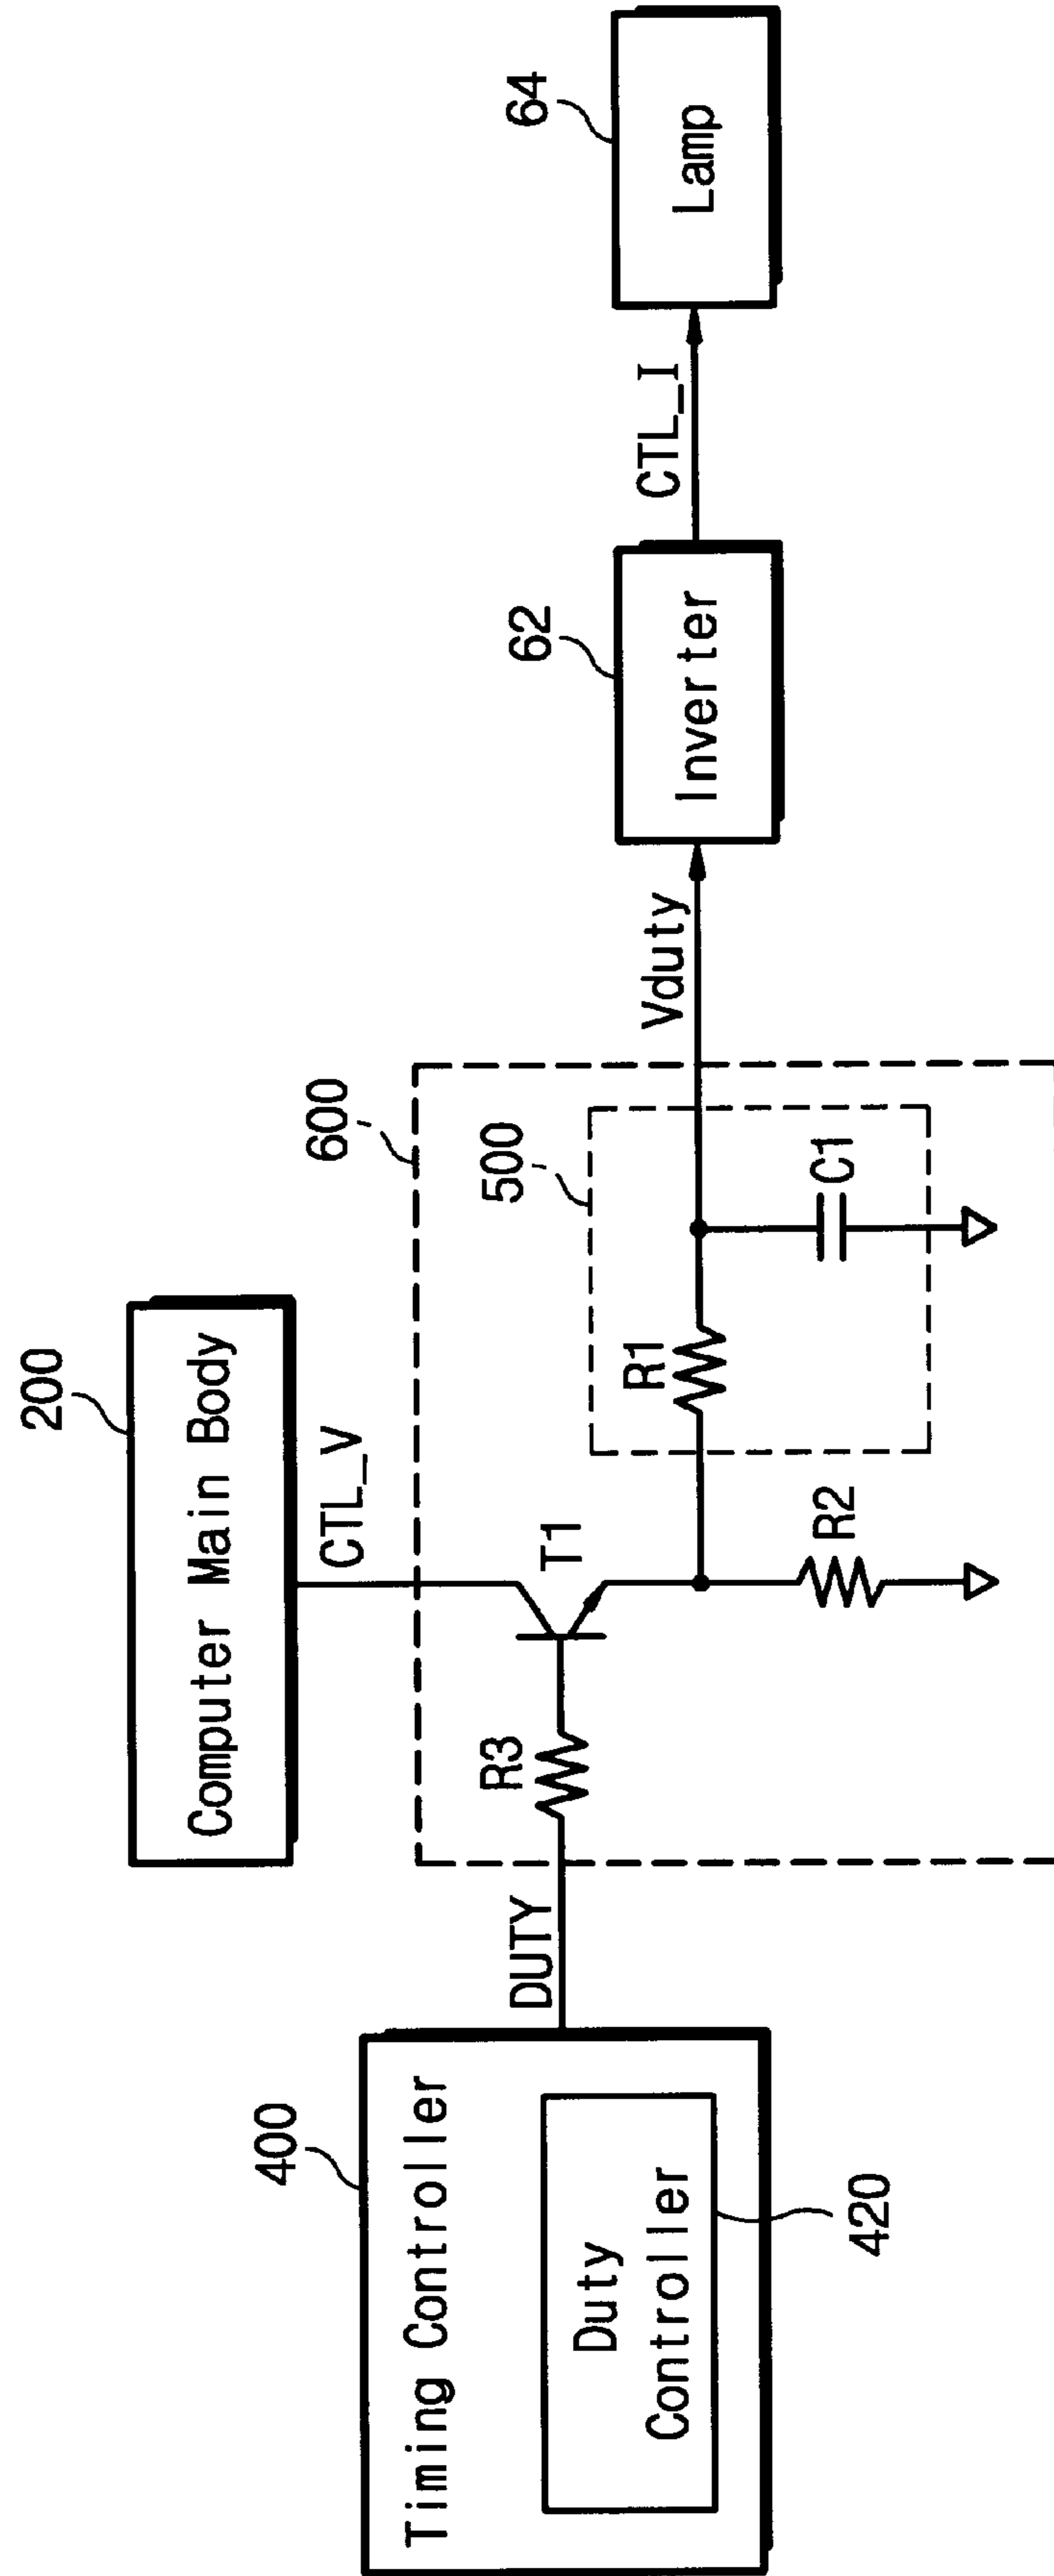 200
Computer Main Body
CTL_V
400
Timing Controller
Duty
Controller
420
DUTY
600
R3
T1
R2
500
R1
C1
Vduty
62
Inverter
CTL_I
64
Lamp